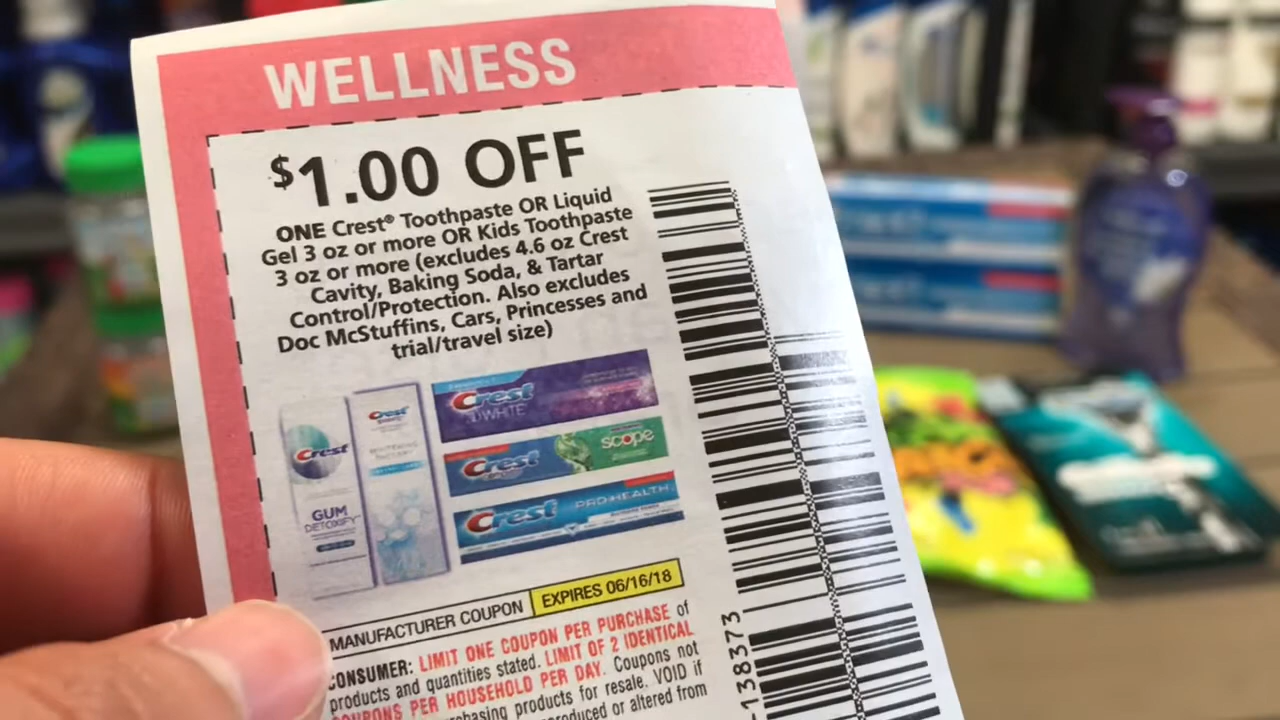 WELLNESS
$1.00 OFF
ONE Crest® Toothpaste OR Liquid
Gel 3 oz or more OR Kids Toothpaste
3 oz or more (excludes 4.6 oz Crest
Cavity, Baking Soda, & Tartar
Control/Protection. Also excludes
Doc McStuffins, Cars, Princesses and
trial/travel size)
Crest
GUM
DETOXIFY
Crest
WHITENING
Crest
3D WHITE
Crest
scope
Crest
PRO-HEALTH
MANUFACTURER COUPON
EXPIRES 06/16/18
CONSUMER: LIMIT ONE COUPON PER PURCHASE of
products and quantities stated. LIMIT OF 2 IDENTICAL
COUPONS PER HOUSEHOLD PER DAY. Coupons not
products for resale. VOID if
or altered from
-138373